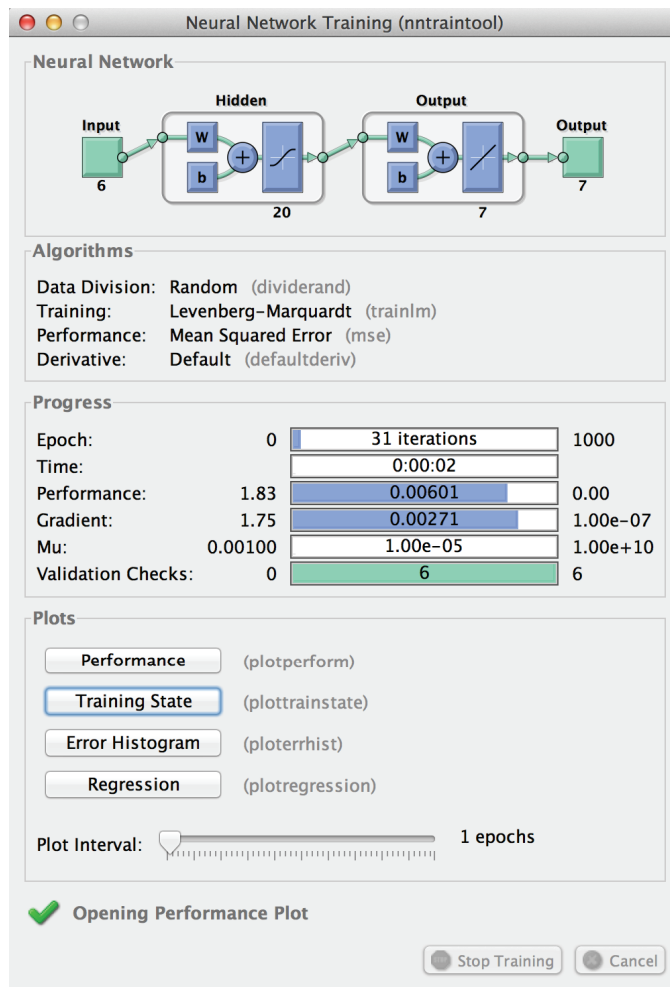 Neural Network Training (nntraintool)
Neural Network
Hidden Output
Input Output
W W
b b
6 20 7 7
Algorithms
Data Division: Random (dividerand)
Training: Levenberg-Marquardt (trainlm)
Performance: Mean Squared Error (mse)
Derivative: Default (defaultderiv)
Progress
Epoch: 0 31 iterations 1000
Time: 0:00:02
Performance: 1.83 0.00601 0.00
Gradient: 1.75 0.00271 1.00e-07
Mu: 0.00100 1.00e-05 1.00e+10
Validation Checks: 0 6 6
Plots
Performance (plotperform)
Training State (plottrainstate)
Error Histogram (ploterrhist)
Regression (plotregression)
Plot Interval: 1 epochs
Opening Performance Plot
Stop Training Cancel